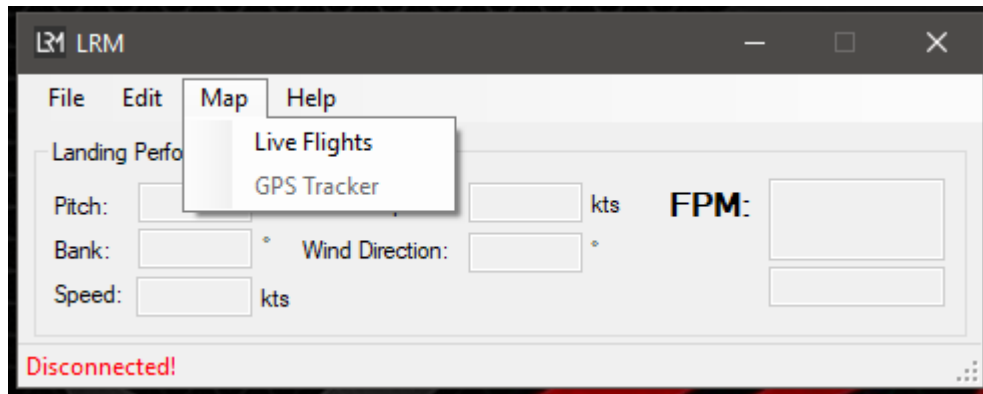 LRM LRM
File Edit Map Help
Live Flights
GPS Tracker
Landing
Pitch: kts FPM:
Bank: ° Wind Direction: °
Speed: kts
Disconnected!